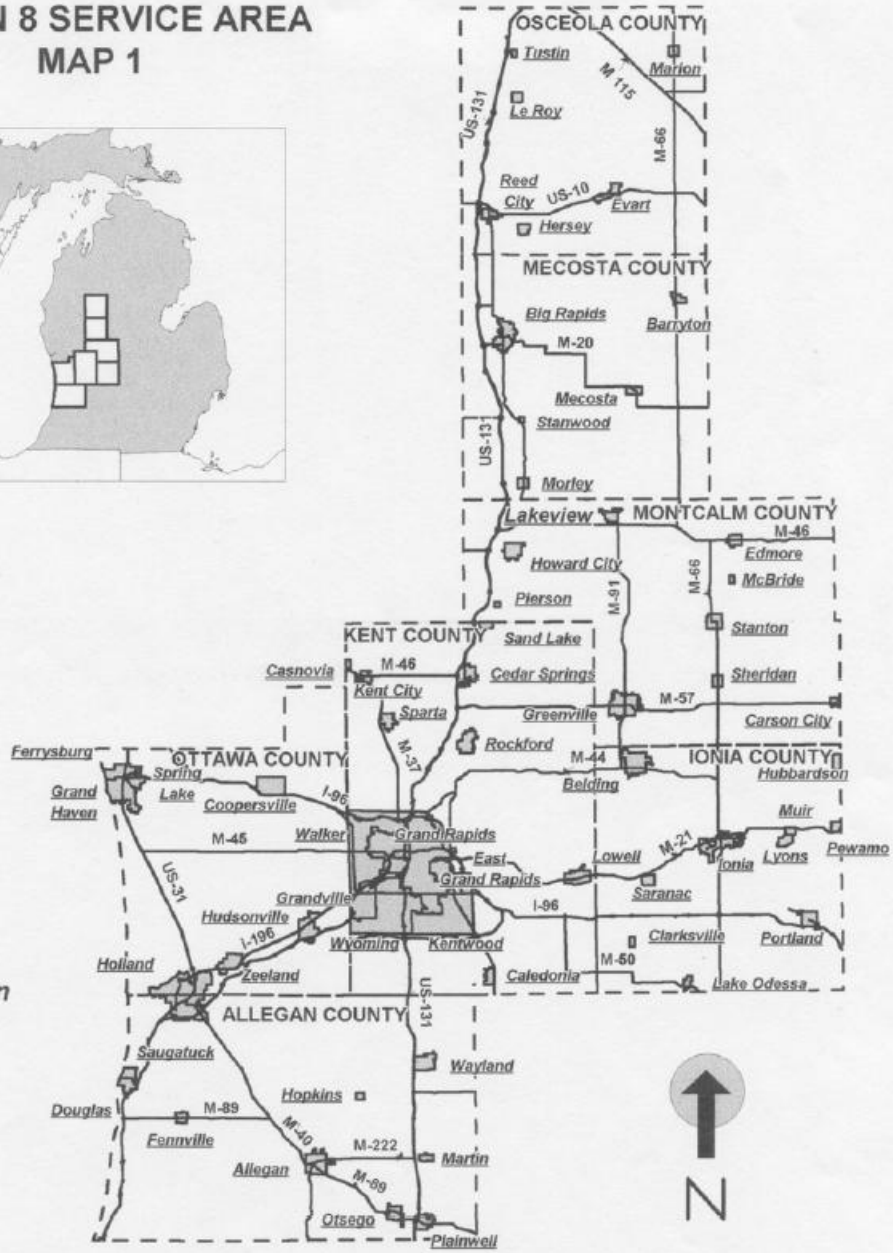 N 8 SERVICE AREA
MAP 1
OSCEOLA COUNTY
Tustin
Marion
M 115
Le Roy
US-131
M-66
Reed
City
US-10
Evart
Hersey
MECOSTA COUNTY
Big Rapids
Barryton
M-20
Mecosta
Stanwood
US-131
Morley
Lakeview
MONTCALM COUNTY
M-46
Edmore
Howard City
McBride
M-91
M-66
Pierson
Stanton
KENT COUNTY
Sand Lake
Casnovia
M-46
Kent City
Cedar Springs
Sheridan
M-57
Sparta
Greenville
Carson City
Rockford
M-37
Ferrysburg
OTTAWA COUNTY
M-44
IONIA COUNTY
Hubbardson
Spring
Lake
Grand
Haven
Coopersville
I-96
Belding
Muir
M-45
Walker
Grand Rapids
M-21
Lyons
Pewamo
East
Grand Rapids
Lowell
Ionia
US-31
Saranac
Grandville
Hudsonville
I-96
I-196
Wyoming
Kentwood
Clarksville
Portland
Holland
Zeeland
M-50
Caledonia
Lake Odessa
n
US-131
ALLEGAN COUNTY
Saugatuck
Wayland
Hopkins
Douglas
M-89
Fennville
M-40
M-222
Martin
Allegan
M-89
Otsego
Plainwell
N